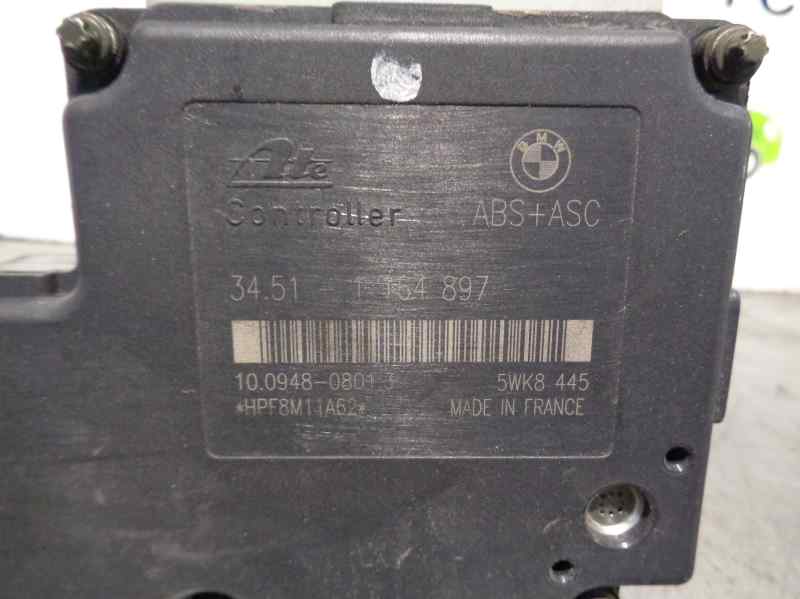 Ate
BMW
Controller
ABS+ASC
34.51 1 164 897
10.0948-0801.3
5WK8 445
*HPF8M11A62*
MADE IN FRANCE